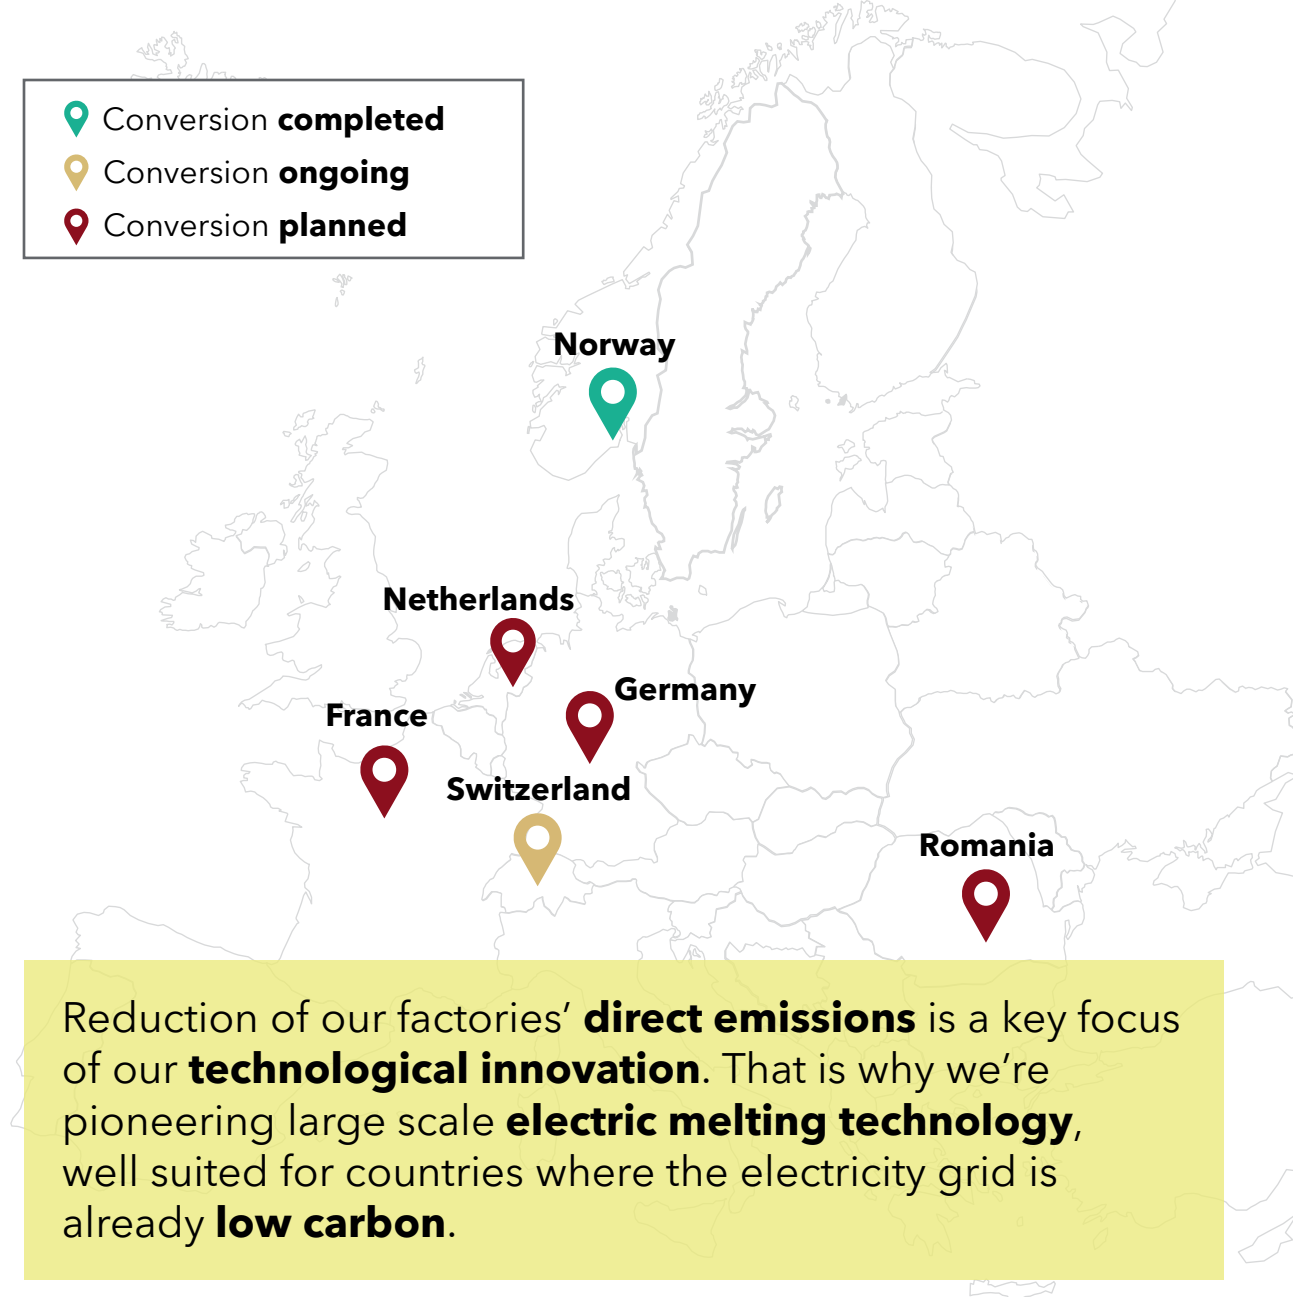 Conversion completed
Conversion ongoing
Conversion planned
Norway
Netherlands
Germany
France
Switzerland
Romania
Reduction of our factories’ direct emissions is a key focus
of our technological innovation. That is why we’re
pioneering large scale electric melting technology,
well suited for countries where the electricity grid is
already low carbon.